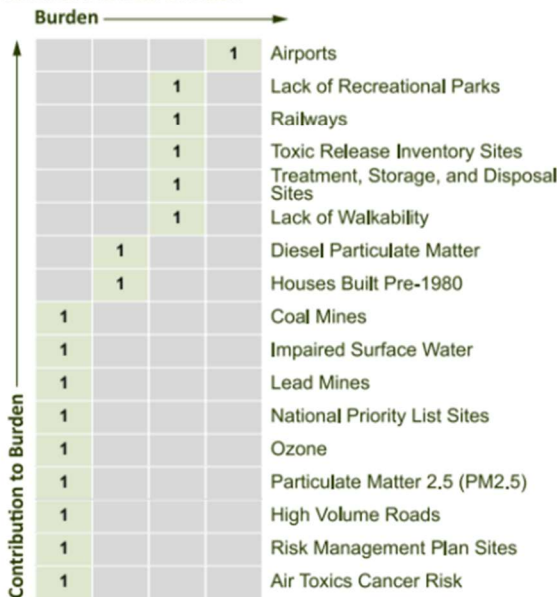 Burden
1 Airports
1 Lack of Recreational Parks
1 Railways
1 Toxic Release Inventory Sites
1 Treatment, Storage, and Disposal
Sites
1 Lack of Walkability
1 Diesel Particulate Matter
1 Houses Built Pre-1980
1 Coal Mines
1 Impaired Surface Water
1 Lead Mines
1 National Priority List Sites
1 Ozone
1 Particulate Matter 2.5 (PM2.5)
1 High Volume Roads
1 Risk Management Plan Sites
1 Air Toxics Cancer Risk
Contribution to Burden